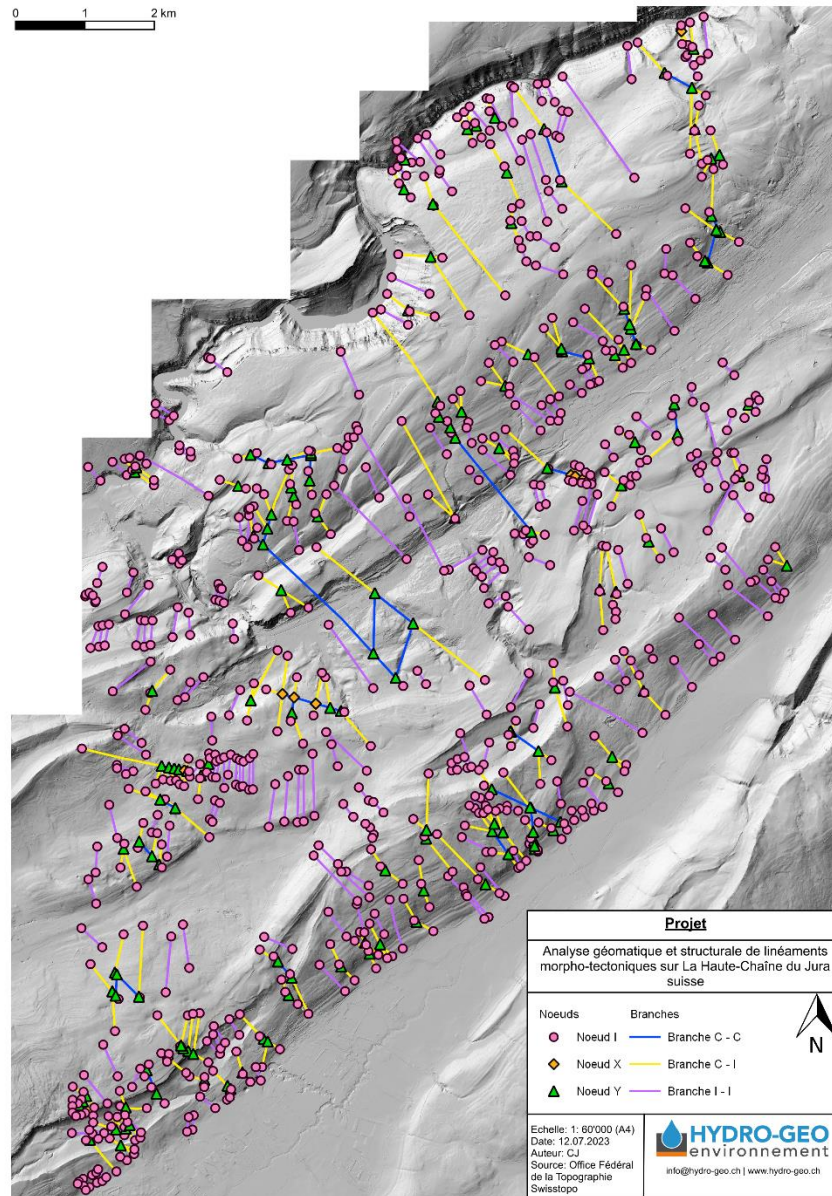 0 1 2 km
Projet
Analyse géomatique et structurale de linéaments
morpho-tectoniques sur La Haute-Chaîne du Jura
suisse
Noeuds Branches
Noeud I Branche C - C
Noeud X Branche C - I
Noeud Y Branche I - I
N
Echelle: 1: 60'000 (A4)
Date: 12.07.2023
Auteur: CJ
Source: Office Fédéral
de la Topographie
Swisstopo
HYDRO-GEO
environnement
info@hydro-geo.ch | www.hydro-geo.ch